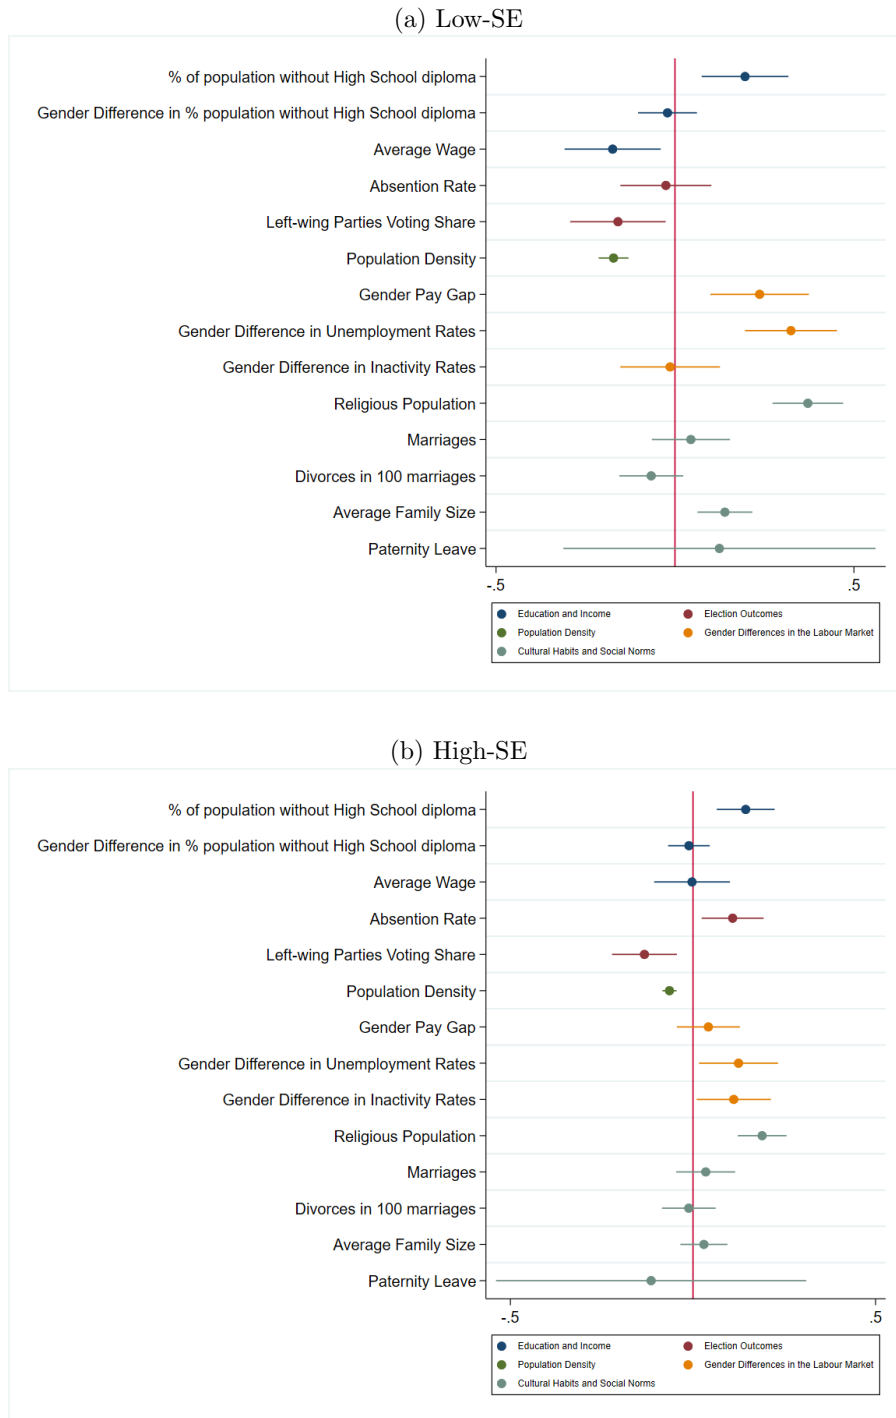 (a) Low-SE
% of population without High School diploma
Gender Difference in % population without High School diploma
Average Wage
Absention Rate
Left-wing Parties Voting Share
Population Density
Gender Pay Gap
Gender Difference in Unemployment Rates
Gender Difference in Inactivity Rates
Religious Population
Marriages
Divorces in 100 marriages
Average Family Size
Paternity Leave
-.5 .5
Education and Income Election Outcomes
Population Density Gender Differences in the Labour Market
Cultural Habits and Social Norms
(b) High-SE
% of population without High School diploma
Gender Difference in % population without High School diploma
Average Wage
Absention Rate
Left-wing Parties Voting Share
Population Density
Gender Pay Gap
Gender Difference in Unemployment Rates
Gender Difference in Inactivity Rates
Religious Population
Marriages
Divorces in 100 marriages
Average Family Size
Paternity Leave
-.5 .5
Education and Income Election Outcomes
Population Density Gender Differences in the Labour Market
Cultural Habits and Social Norms